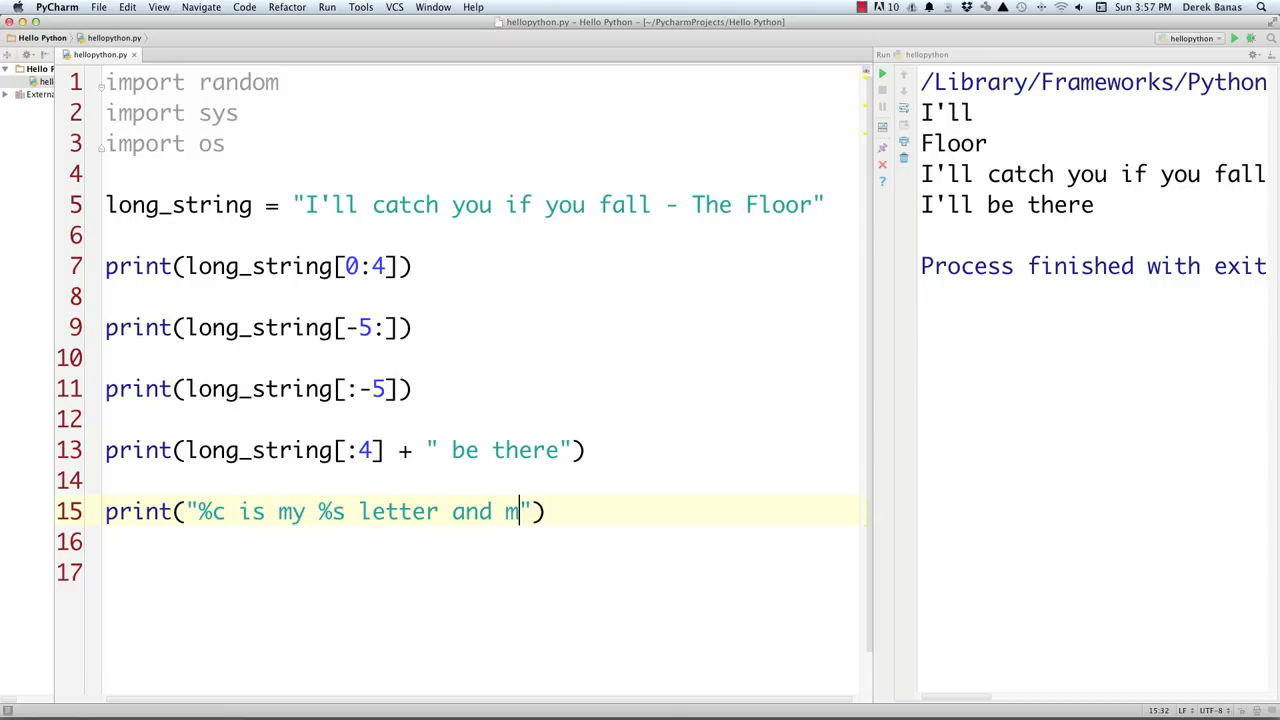 PyCharm File Edit View Navigate Code Refactor Run Tools VCS Window Help 10 Sun 3:57 PM Derek Banas
hellopython.py - Hello Python - [~/PycharmProjects/Hello Python]
Hello Python hellopython.py hellopython
hellopython.py Run hellopython
Hello P
hell
Externa
1 import random
2 import sys
3 import os
4
5 long_string = "I'll catch you if you fall - The Floor"
6
7 print(long_string[0:4])
8
9 print(long_string[-5:])
10
11 print(long_string[:-5])
12
13 print(long_string[:4] + " be there")
14
15 print("%c is my %s letter and m")
16
17
/Library/Frameworks/Python
I'll
Floor
I'll catch you if you fall
I'll be there
Process finished with exit
15:32 LF UTF-8